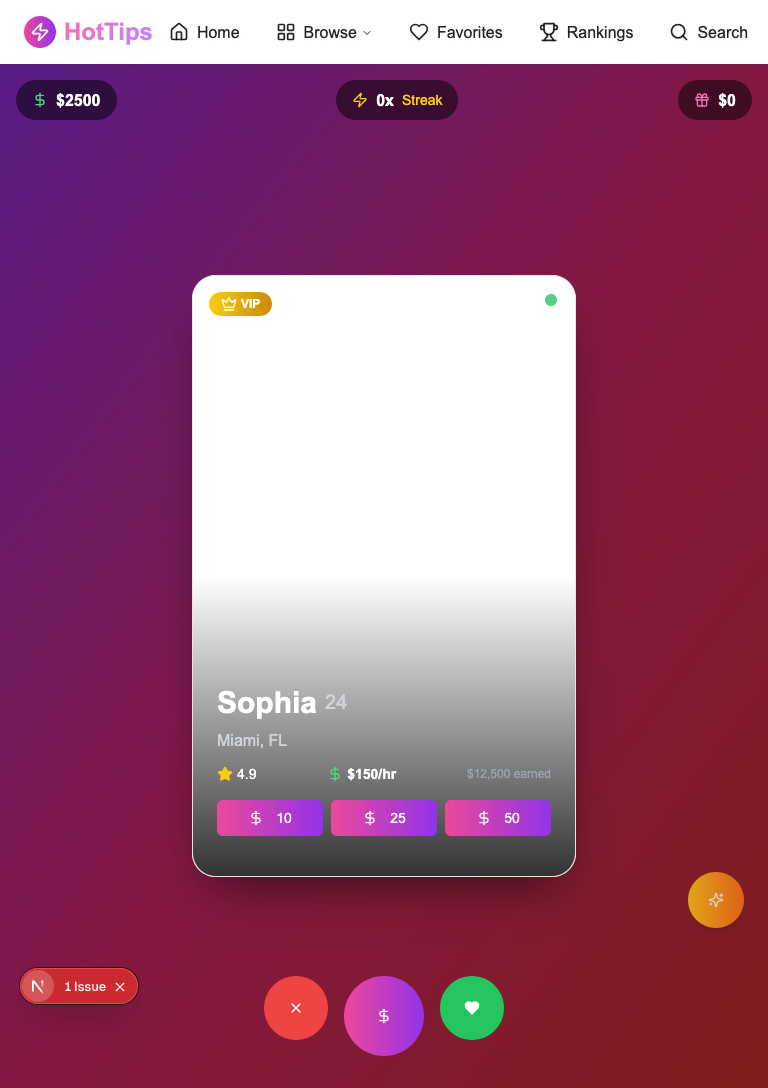 HotTips
Home
Browse
Favorites
Rankings
Search
$2500
0x Streak
$0
VIP
Sophia 24
Miami, FL
4.9
$150/hr
$12,500 earned
$ 10
$ 25
$ 50
N 1 Issue
$